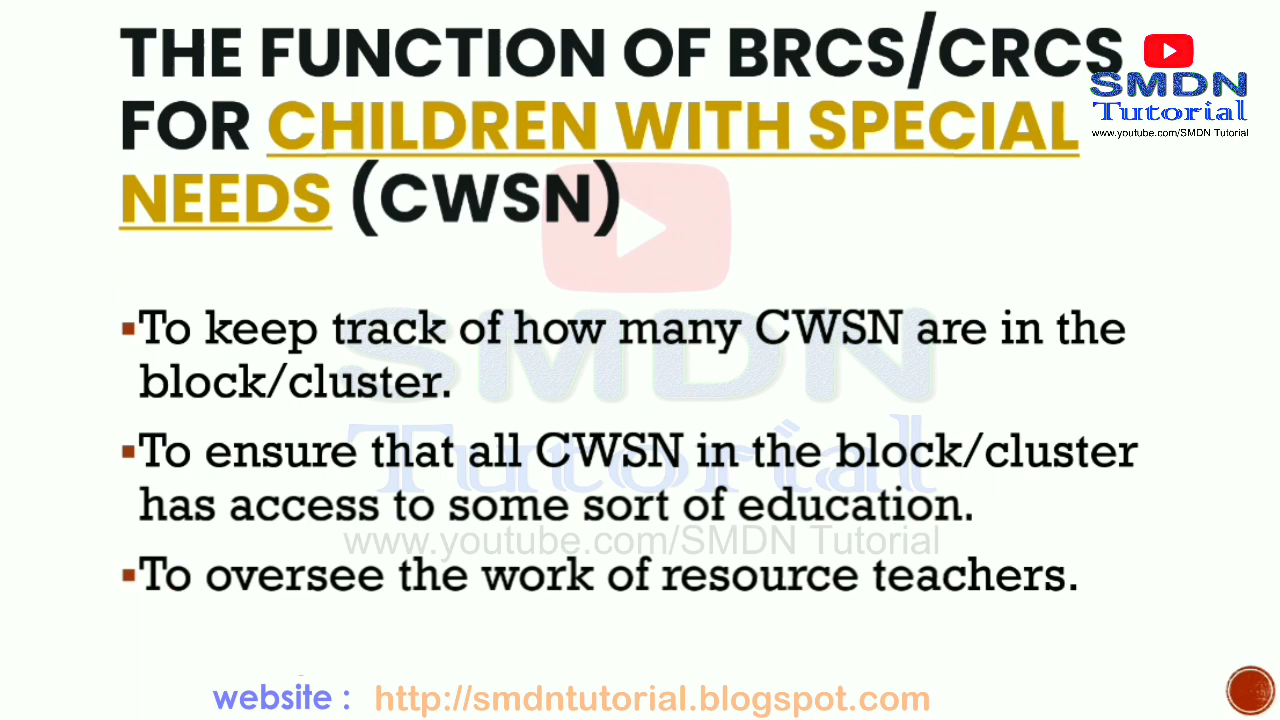 THE FUNCTION OF BRCS/CRCS
FOR CHILDREN WITH SPECIAL
NEEDS (CWSN)
SMDN
Tutorial
www.youtube.com/SMDN Tutorial
▪To keep track of how many CWSN are in the
block/cluster.
▪To ensure that all CWSN in the block/cluster
has access to some sort of education.
▪To oversee the work of resource teachers.
SMDN
Tutorial
www.youtube.com/SMDN Tutorial
website : http://smdntutorial.blogspot.com